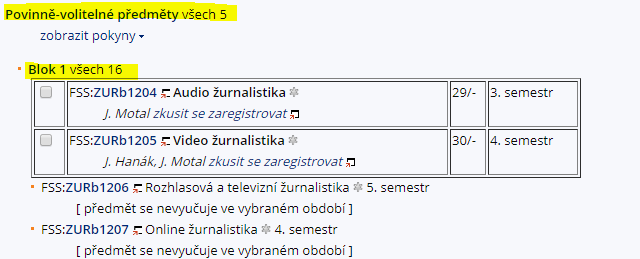 Povinně-volitelné předměty všech 5
zobrazit pokyny
Blok 1 všech 16
FSS:ZURb1204 Audio žurnalistika 29/- 3. semestr
J. Motal zkusit se zaregistrovat
FSS:ZURb1205 Video žurnalistika 30/- 4. semestr
J. Hanák, J. Motal zkusit se zaregistrovat
FSS:ZURb1206 Rozhlasová a televizní žurnalistika 5. semestr
[ předmět se nevyučuje ve vybraném období ]
FSS:ZURb1207 Online žurnalistika 4. semestr
[ předmět se nevyučuje ve vybraném období ]